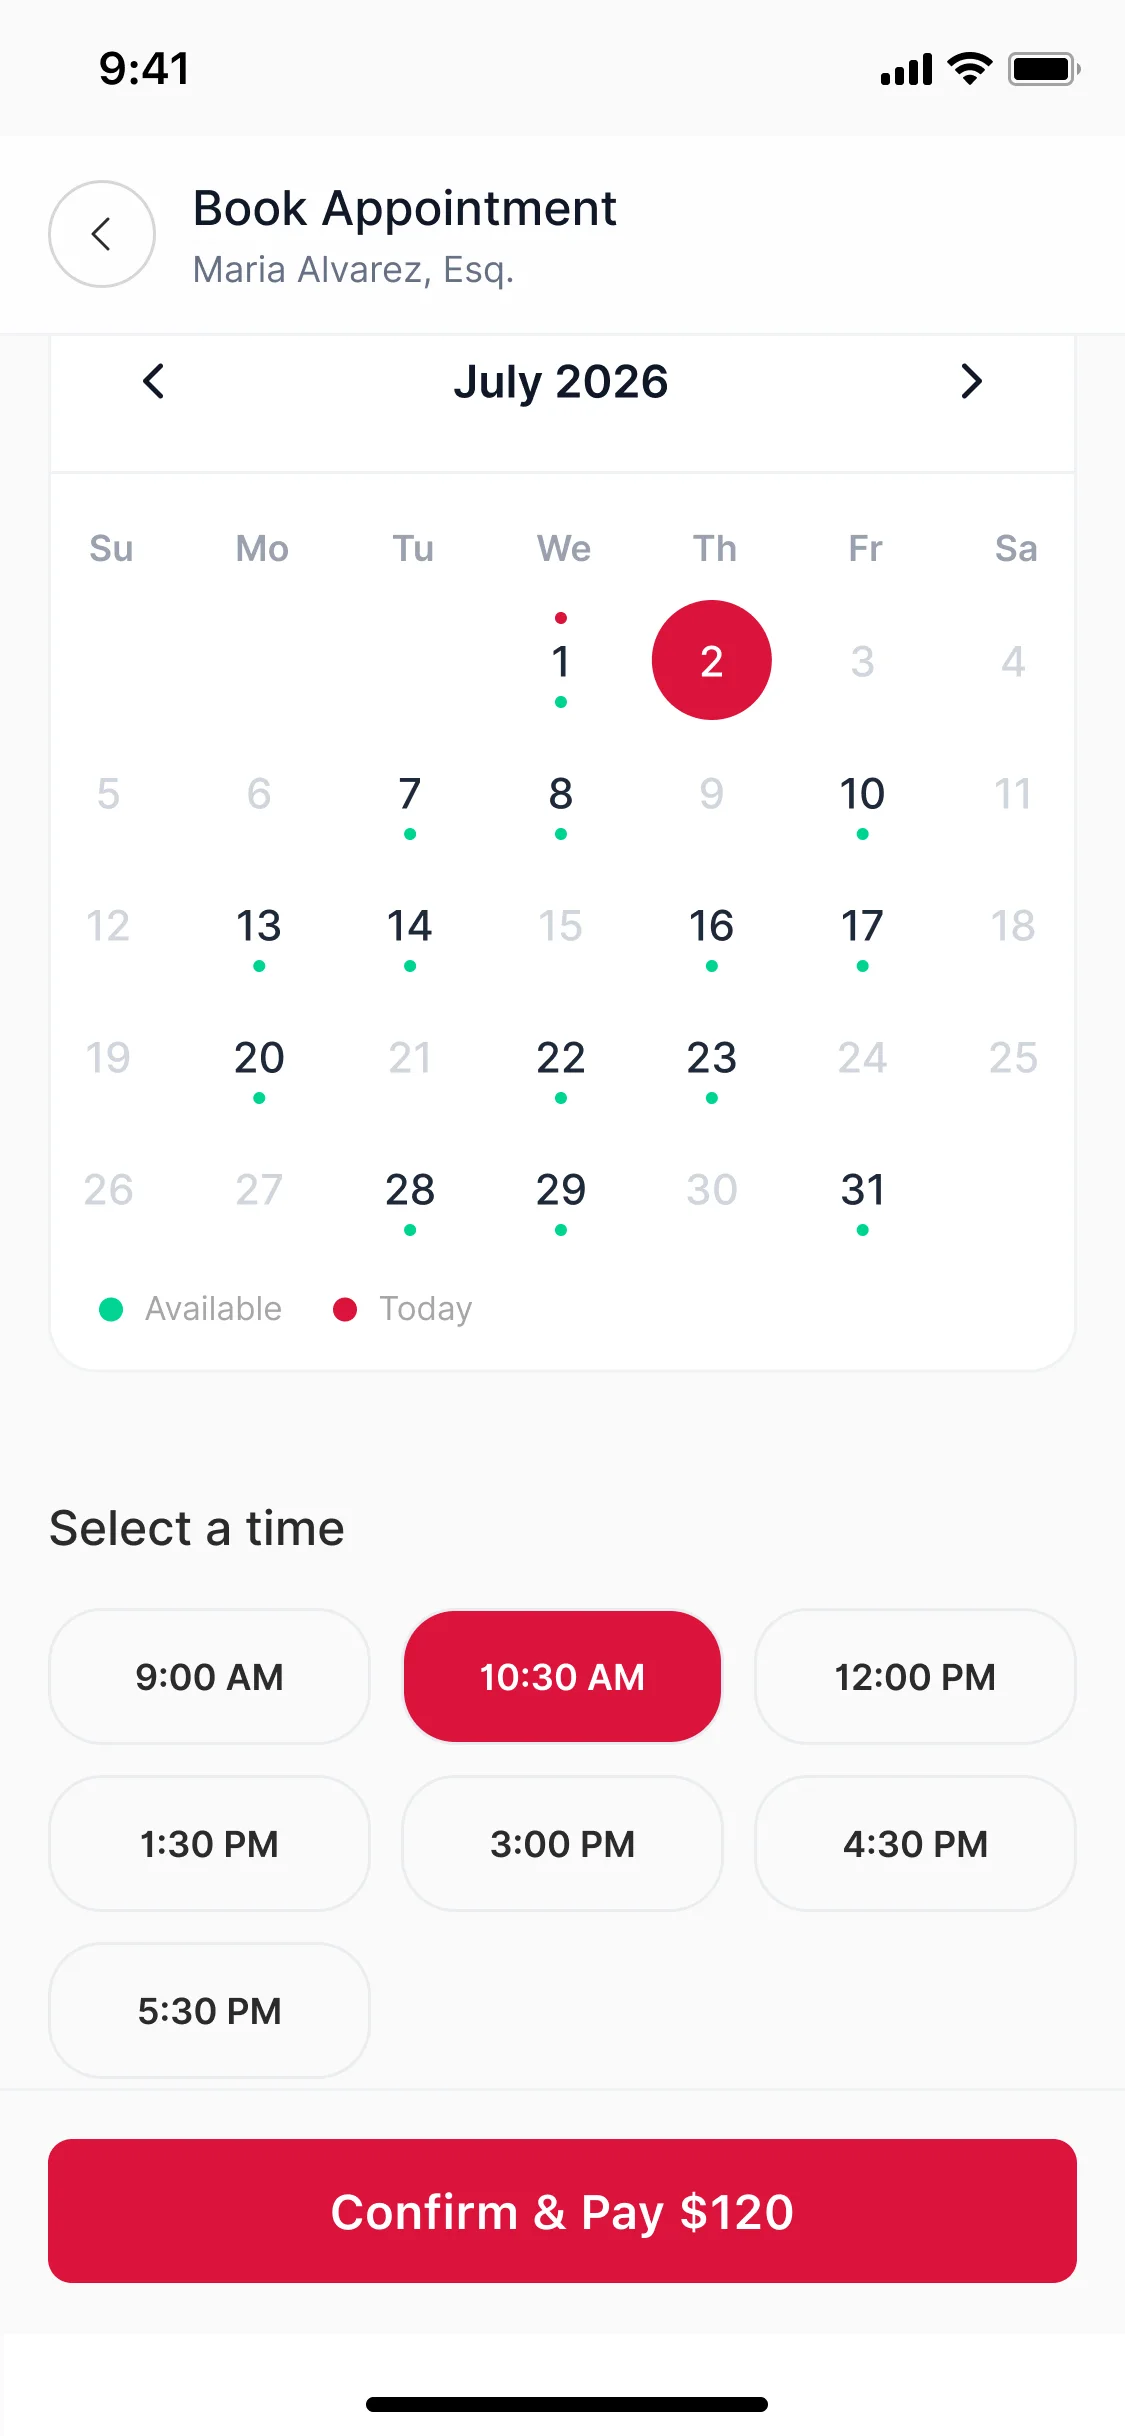 9:41
Book Appointment
Maria Alvarez, Esq.
July 2026
Su Mo Tu We Th Fr Sa
1 2 3 4
5 6 7 8 9 10 11
12 13 14 15 16 17 18
19 20 21 22 23 24 25
26 27 28 29 30 31
Available Today
Select a time
9:00 AM 10:30 AM 12:00 PM
1:30 PM 3:00 PM 4:30 PM
5:30 PM
Confirm & Pay $120